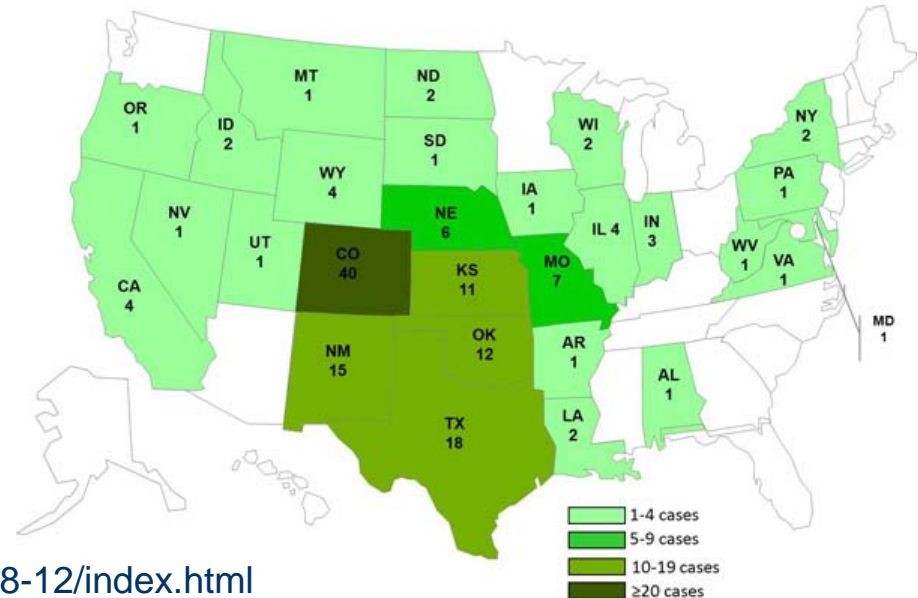 MT
1
ND
2
OR
1
ID
2
SD
1
WI
2
NY
2
WY
4
PA
1
IA
1
NV
1
NE
6
UT
1
IL 4
IN
3
CO
40
KS
11
MO
7
WV
1
VA
1
CA
4
MD
1
NM
15
OK
12
AR
1
AL
1
TX
18
LA
2
1-4 cases
5-9 cases
10-19 cases
≥20 cases
8-12/index.html